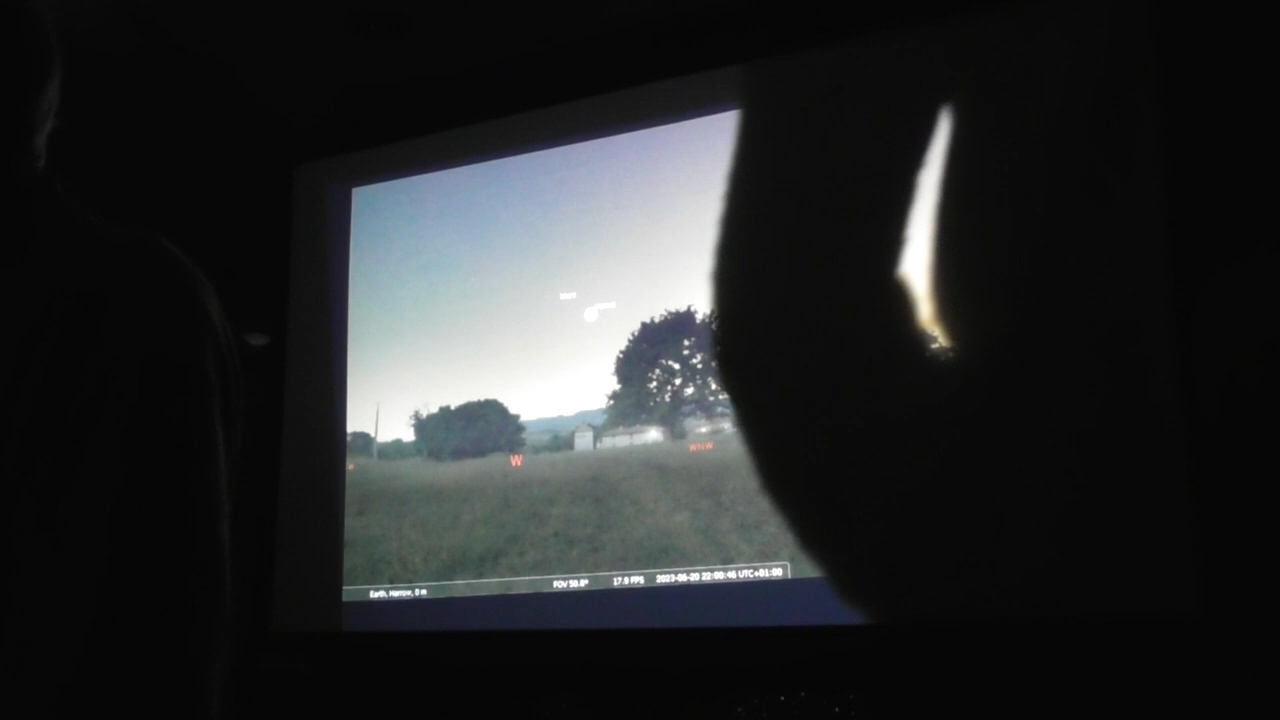 W
WNW
Earth, Harrow, 0 m
FOV 50.8°
17.9 FPS
2023-06-20 22:00:46 UTC+01:00